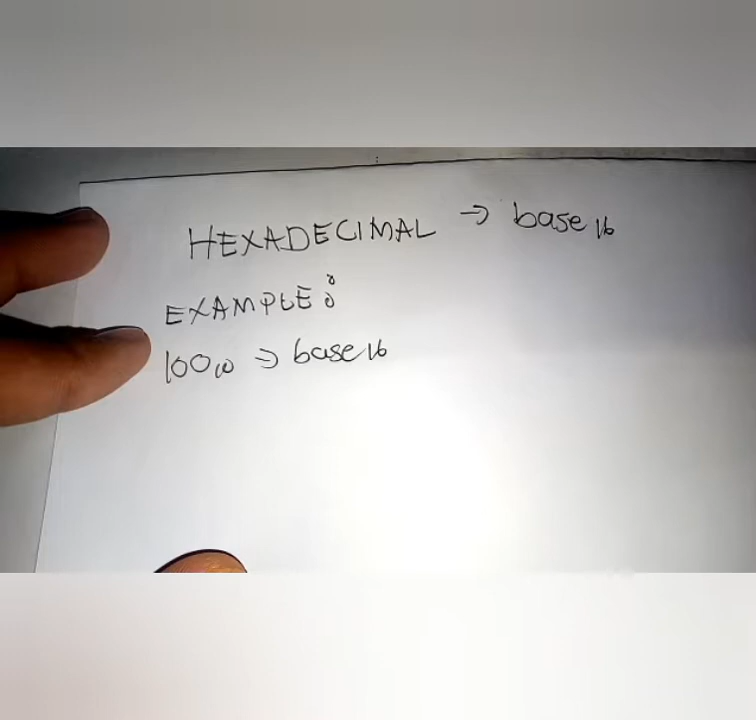 HEXADECIMAL → base 16
EXAMPLE:
100₁₀ → base 16